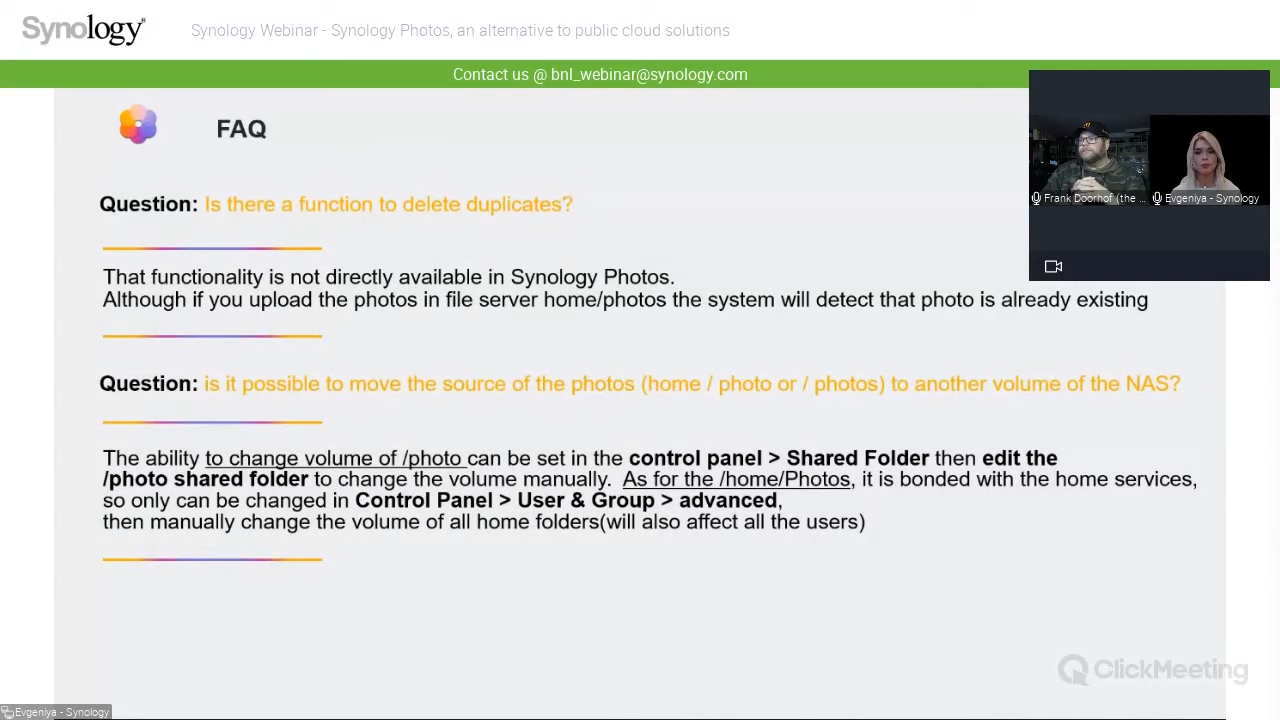 Synology®
Synology Webinar - Synology Photos, an alternative to public cloud solutions
Contact us @ bnl_webinar@synology.com
FAQ
Frank Doorhof (the ...
Evgeniya - Synology
Question: Is there a function to delete duplicates?
That functionality is not directly available in Synology Photos.
Although if you upload the photos in file server home/photos the system will detect that photo is already existing
Question: is it possible to move the source of the photos (home / photo or / photos) to another volume of the NAS?
The ability to change volume of /photo can be set in the control panel > Shared Folder then edit the
/photo shared folder to change the volume manually. As for the /home/Photos, it is bonded with the home services,
so only can be changed in Control Panel > User & Group > advanced,
then manually change the volume of all home folders(will also affect all the users)
ClickMeeting
Evgeniya - Synology